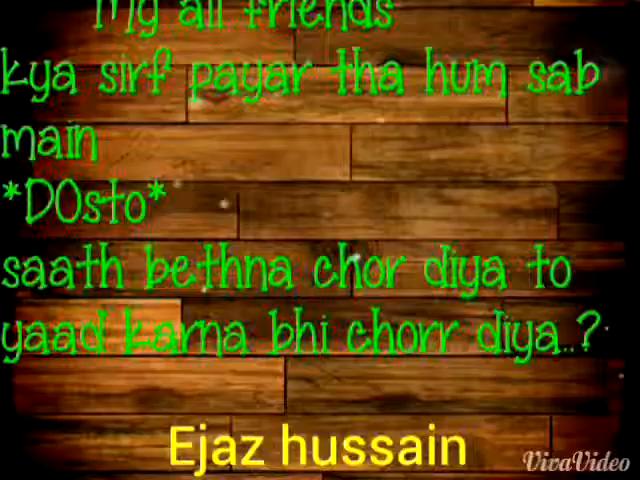 My all friends
kya sirf payar tha hum sab
main
*DOsto*
saath bethna chor diya to
yaad karna bhi chorr diya..?
Ejaz hussain
VivaVideo